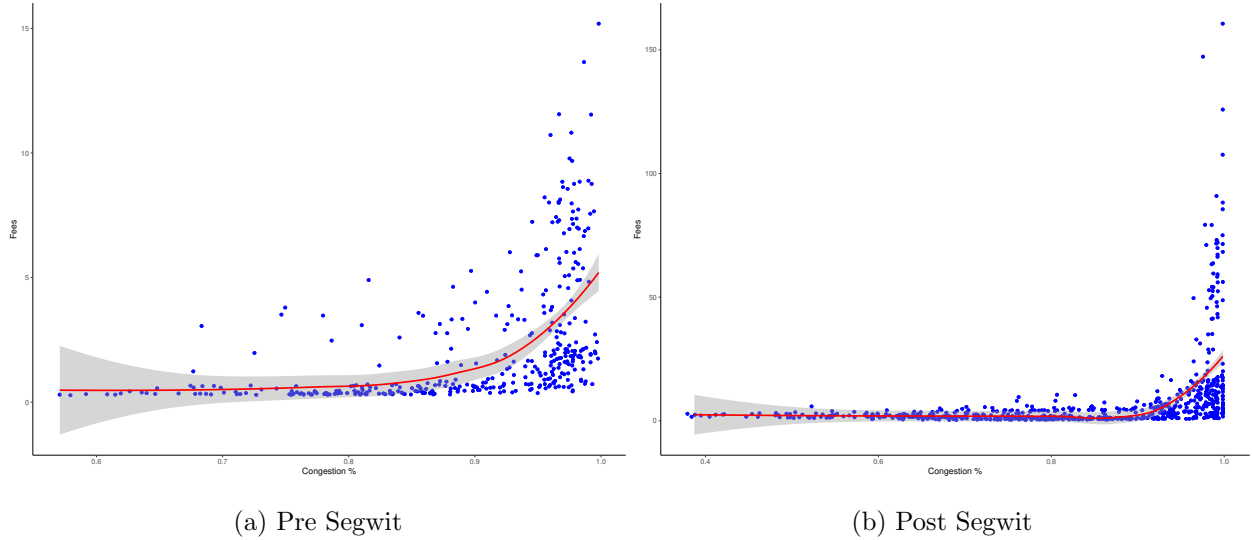 15
10
5
0
Fees
0.6 0.7 0.8 0.9 1.0
Congestion %
(a) Pre Segwit
150
100
50
0
Fees
0.4 0.6 0.8 1.0
Congestion %
(b) Post Segwit